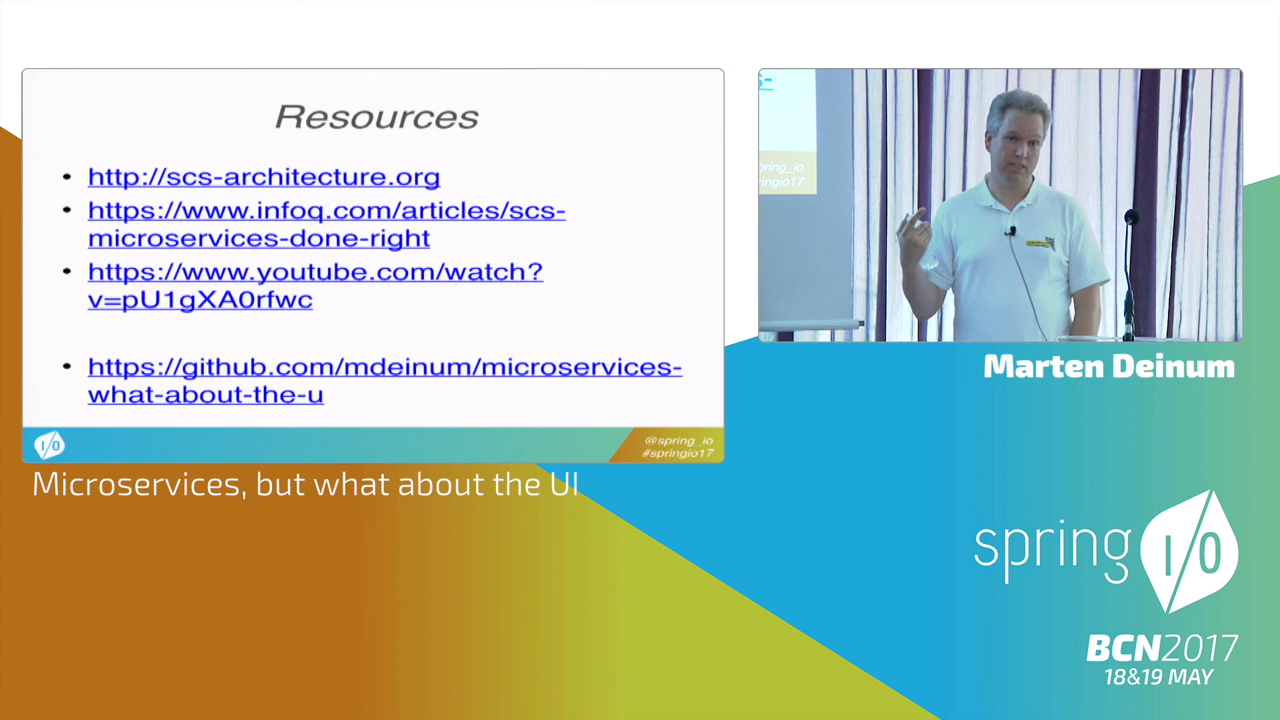 Resources
http://scs-architecture.org
https://www.infoq.com/articles/scs-
microservices-done-right
https://www.youtube.com/watch?
v=pU1gXA0rfwc
https://github.com/mdeinum/microservices-
what-about-the-u
I/O
@spring_io
#springio17
pring_io
ringio17
Marten Deinum
Microservices, but what about the UI
spring I/O
BCN2017
18&19 MAY